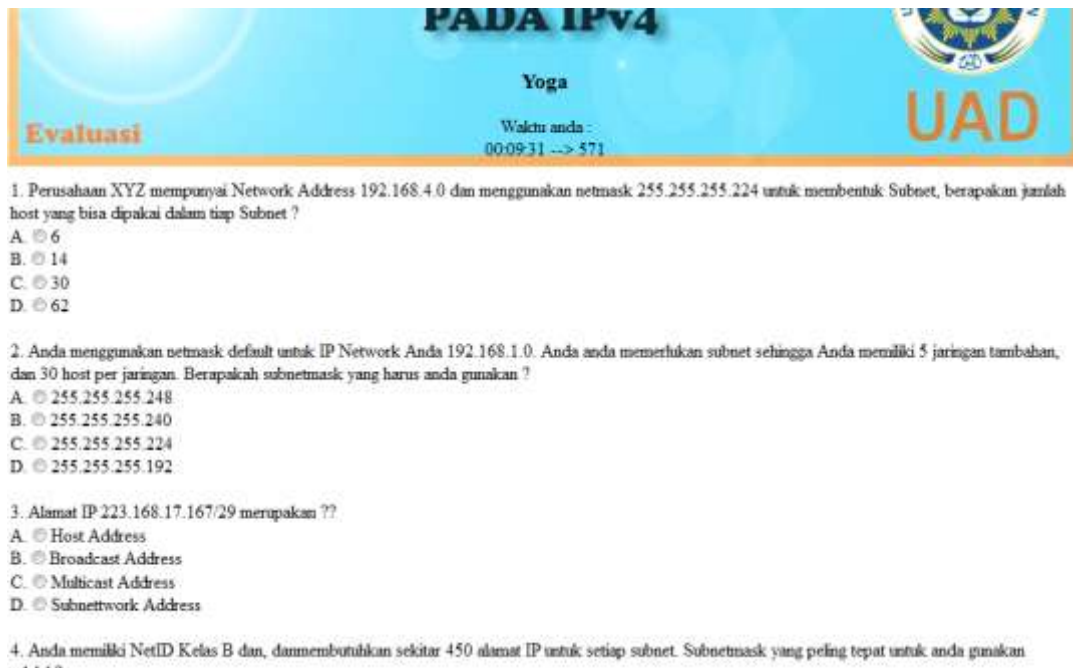 PADA IPv4
Yoga
UAD
Evaluasi
Waktu anda :
00:09:31 --> 571
1. Perusahaan XYZ mempunyai Network Address 192.168.4.0 dan menggunakan netmask 255.255.255.224 untuk membentuk Subnet, berapakan jumlah
host yang bisa dipakai dalam tiap Subnet ?
A. 6
B. 14
C. 30
D. 62
2. Anda menggunakan netmask default untuk IP Network Anda 192.168.1.0. Anda anda memerlukan subnet sehingga Anda memiliki 5 jaringan tambahan,
dan 30 host per jaringan. Berapakah subnetmask yang harus anda gunakan ?
A. 255.255.255.248
B. 255.255.255.240
C. 255.255.255.224
D. 255.255.255.192
3. Alamat IP 223.168.17.167/29 merupakan ??
A. Host Address
B. Broadcast Address
C. Multicast Address
D. Subnettwork Address
4. Anda memiliki NetID Kelas B dan, danmembutuhkan sekitar 450 alamat IP untuk setiap subnet. Subnetmask yang peling tepat untuk anda gunakan